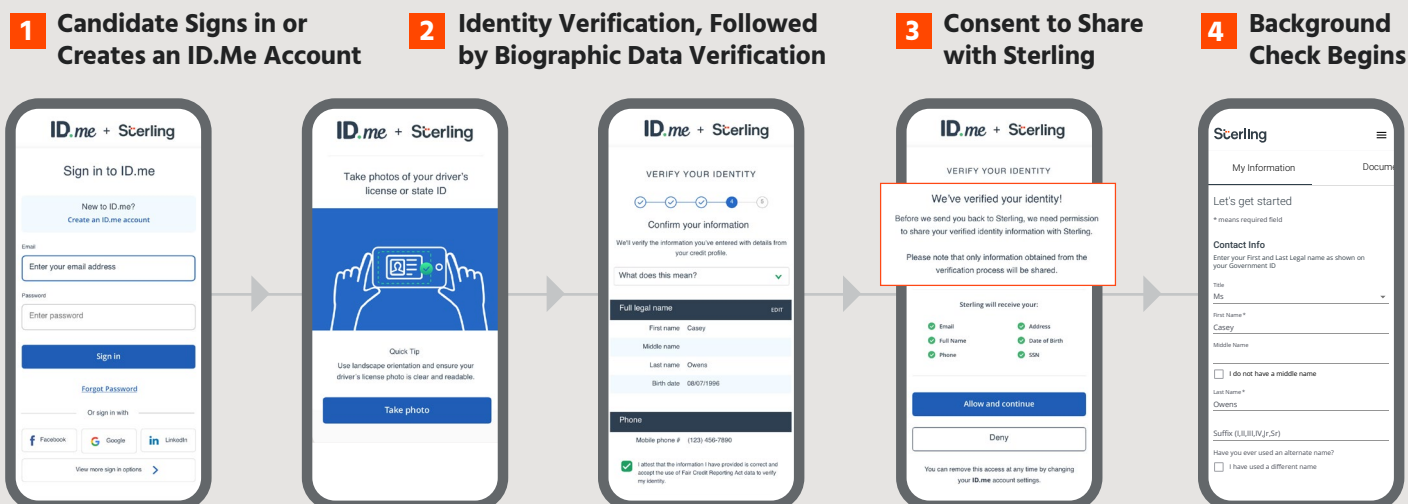 1 Candidate Signs in or
Creates an ID.Me Account
2 Identity Verification, Followed
by Biographic Data Verification
3 Consent to Share
with Sterling
4 Background
Check Begins
ID.me + Sterling
Sign in to ID.me
New to ID.me?
Create an ID.me account
Email
Enter your email address
Password
Enter password
Sign in
Forgot Password
Or sign in with
Facebook
Google
LinkedIn
View more sign in options
ID.me + Sterling
Take photos of your driver's
license or state ID
Quick Tip
Use landscape orientation and ensure your
driver's license photo is clear and readable.
Take photo
ID.me + Sterling
VERIFY YOUR IDENTITY
4 5
Confirm your information
We'll verify the information you've entered with details from
your credit profile.
What does this mean?
Full legal name EDIT
First name Casey
Middle name
Last name Owens
Birth date 08/07/1996
Phone
Mobile phone # (123) 456-7890
I attest that the information I have provided is correct and
accept the use of Fair Credit Reporting Act data to verify
my identity.
ID.me + Sterling
VERIFY YOUR IDENTITY
We've verified your identity!
Before we send you back to Sterling, we need permission
to share your verified identity information with Sterling.
Please note that only information obtained from the
verification process will be shared.
Sterling will receive your:
Email Address
Full Name Date of Birth
Phone SSN
Allow and continue
Deny
You can remove this access at any time by changing
your ID.me account settings.
Sterling
My Information Docume
Let's get started
* means required field
Contact Info
Enter your First and Last Legal name as shown on
your Government ID
Title
Ms
First Name*
Casey
Middle Name
I do not have a middle name
Last Name*
Owens
Suffix (I,II,III,IV,Jr,Sr)
Have you ever used an alternate name?
I have used a different name